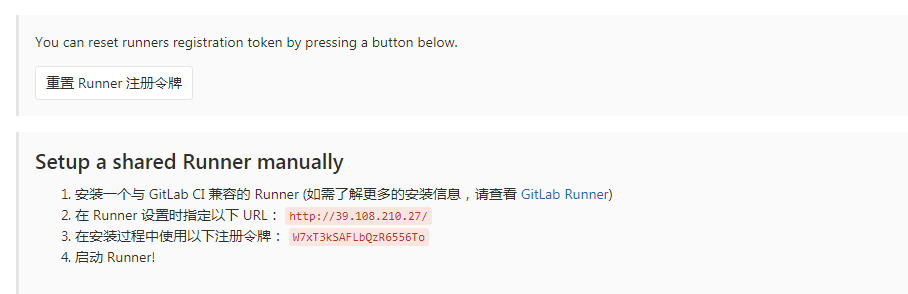 You can reset runners registration token by pressing a button below.
重置 Runner 注册令牌
Setup a shared Runner manually
1. 安装一个与 GitLab CI 兼容的 Runner (如需了解更多的安装信息，请查看 GitLab Runner)
2. 在 Runner 设置时指定以下 URL： http://39.108.210.27/
3. 在安装过程中使用以下注册令牌： W7xT3kSAFLbQzR6556To
4. 启动 Runner!